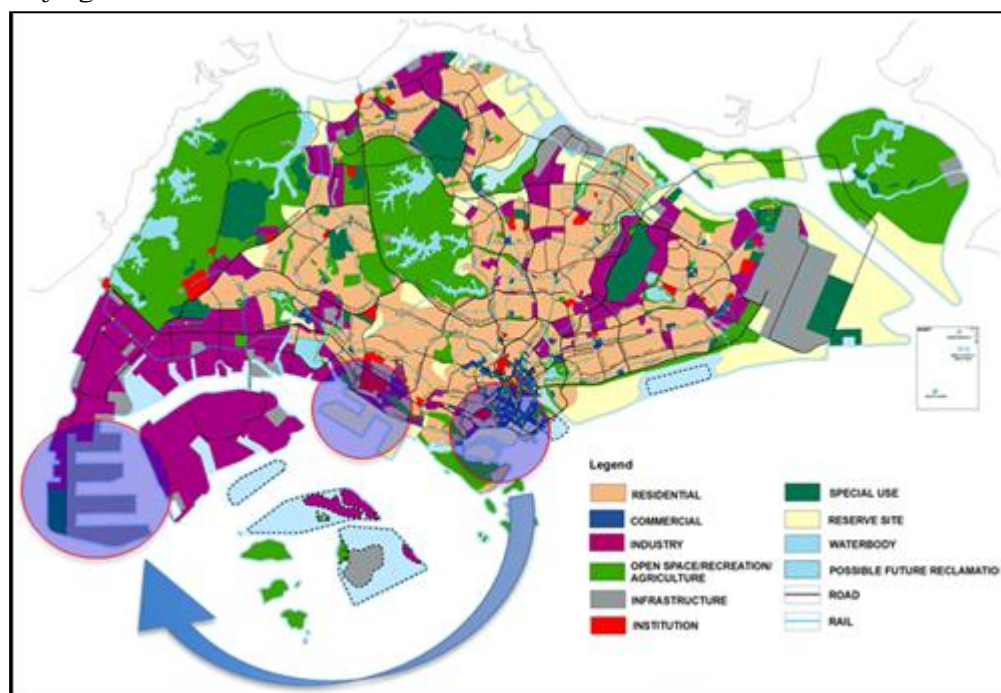 Legend
RESIDENTIAL
COMMERCIAL
INDUSTRY
OPEN SPACE/RECREATION/
AGRICULTURE
INFRASTRUCTURE
INSTITUTION
SPECIAL USE
RESERVE SITE
WATERBODY
POSSIBLE FUTURE RECLAMATIO
ROAD
RAIL